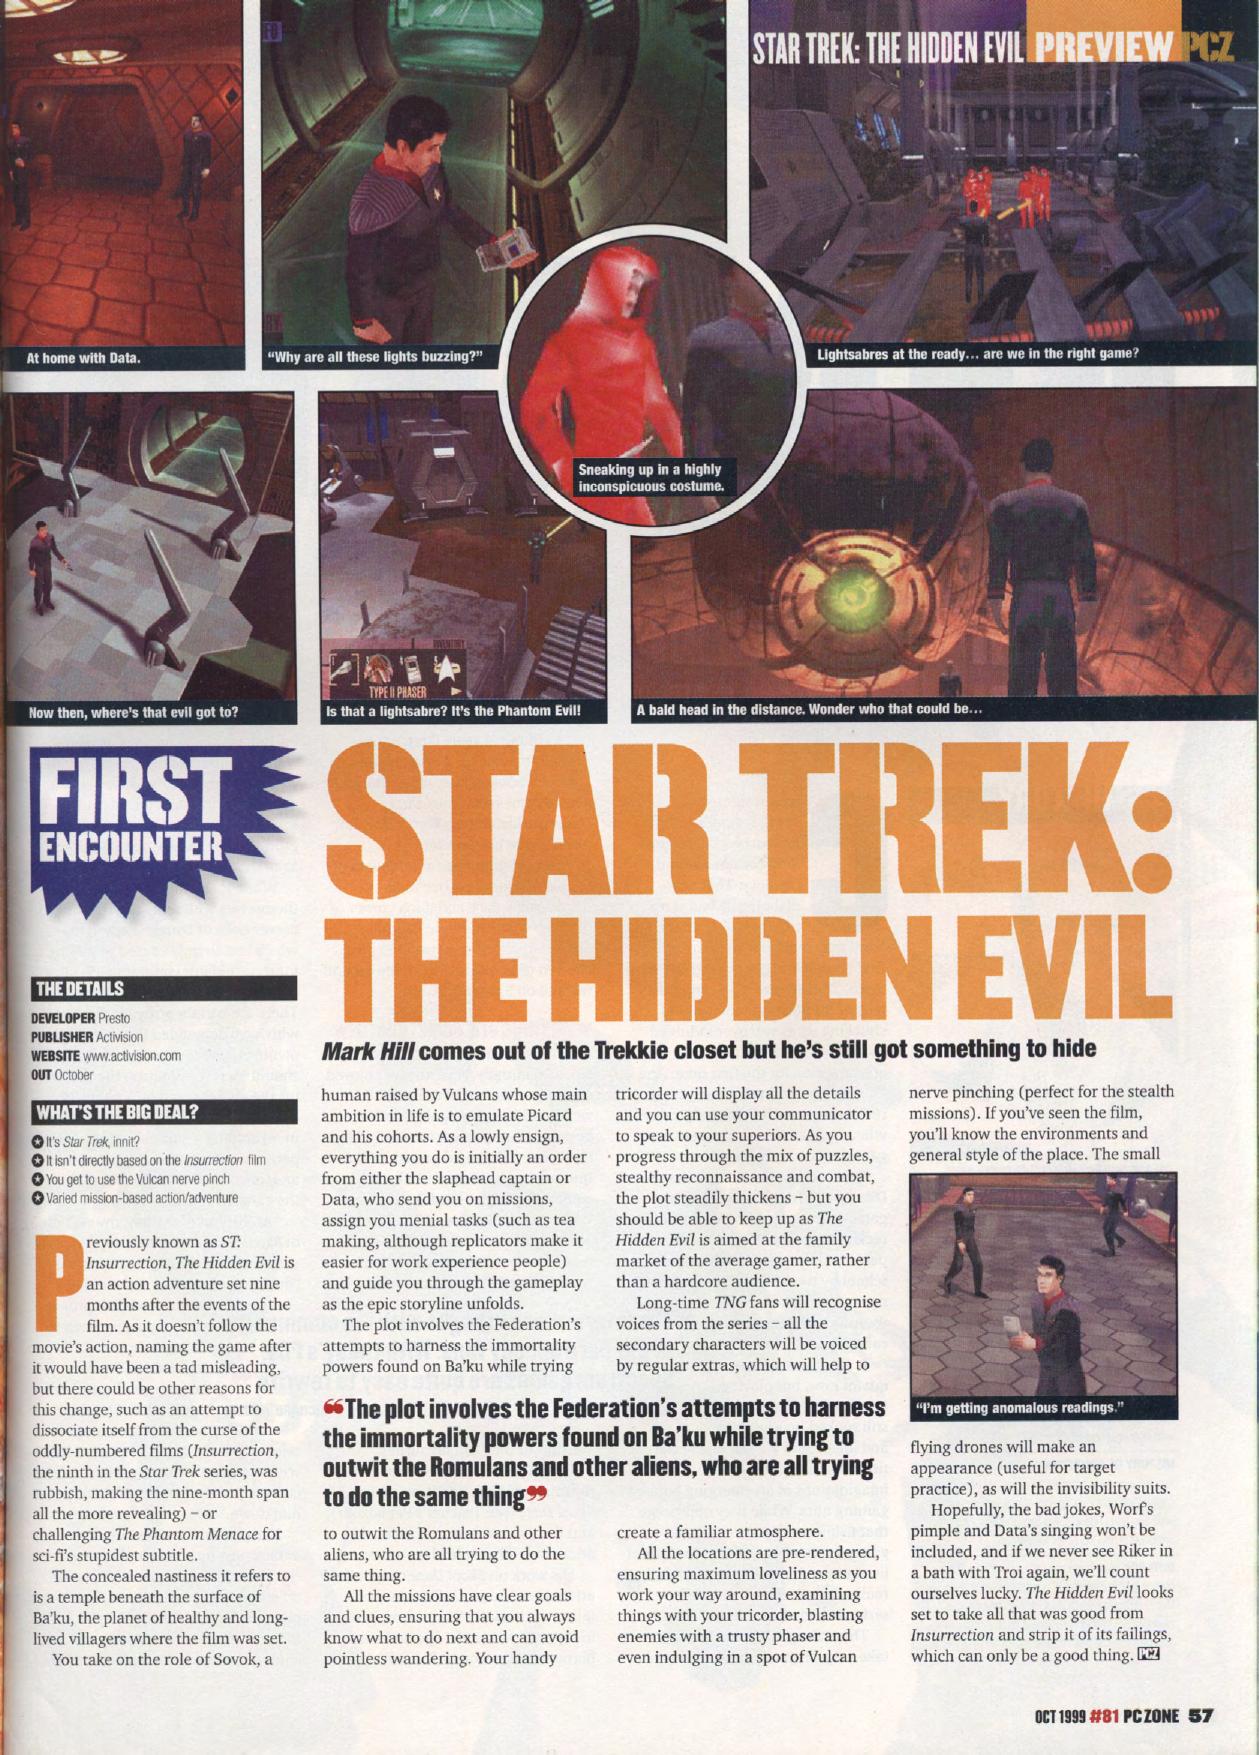 STAR TREK: THE HIDDEN EVIL PREVIEW PCZ
At home with Data.
"Why are all these lights buzzing?"
Lightsabres at the ready... are we in the right game?
Sneaking up in a highly
inconspicuous costume.
Now then, where's that evil got to?
INVENTORY
TYPE II PHASER
Is that a lightsabre? It's the Phantom Evil!
A bald head in the distance. Wonder who that could be...
FIRST
ENCOUNTER
STAR TREK:
THE HIDDEN EVIL
Mark Hill comes out of the Trekkie closet but he's still got something to hide
THE DETAILS
DEVELOPER Presto
PUBLISHER Activision
WEBSITE www.activision.com
OUT October
WHAT'S THE BIG DEAL?
It's Star Trek, innit?
It isn't directly based on the Insurrection film
You get to use the Vulcan nerve pinch
Varied mission-based action/adventure
Previously known as ST:
Insurrection, The Hidden Evil is
an action adventure set nine
months after the events of the
film. As it doesn't follow the
movie's action, naming the game after
it would have been a tad misleading,
but there could be other reasons for
this change, such as an attempt to
dissociate itself from the curse of the
oddly-numbered films (Insurrection,
the ninth in the Star Trek series, was
rubbish, making the nine-month span
all the more revealing) – or
challenging The Phantom Menace for
sci-fi's stupidest subtitle.
The concealed nastiness it refers to
is a temple beneath the surface of
Ba'ku, the planet of healthy and long-
lived villagers where the film was set.
You take on the role of Sovok, a
human raised by Vulcans whose main
ambition in life is to emulate Picard
and his cohorts. As a lowly ensign,
everything you do is initially an order
from either the slaphead captain or
Data, who send you on missions,
assign you menial tasks (such as tea
making, although replicators make it
easier for work experience people)
and guide you through the gameplay
as the epic storyline unfolds.
The plot involves the Federation's
attempts to harness the immortality
powers found on Ba'ku while trying
“The plot involves the Federation's attempts to harness
the immortality powers found on Ba'ku while trying to
outwit the Romulans and other aliens, who are all trying
to do the same thing”
to outwit the Romulans and other
aliens, who are all trying to do the
same thing.
All the missions have clear goals
and clues, ensuring that you always
know what to do next and can avoid
pointless wandering. Your handy
tricorder will display all the details
and you can use your communicator
to speak to your superiors. As you
progress through the mix of puzzles,
stealthy reconnaissance and combat,
the plot steadily thickens – but you
should be able to keep up as The
Hidden Evil is aimed at the family
market of the average gamer, rather
than a hardcore audience.
Long-time TNG fans will recognise
voices from the series – all the
secondary characters will be voiced
by regular extras, which will help to
create a familiar atmosphere.
All the locations are pre-rendered,
ensuring maximum loveliness as you
work your way around, examining
things with your tricorder, blasting
enemies with a trusty phaser and
even indulging in a spot of Vulcan
nerve pinching (perfect for the stealth
missions). If you've seen the film,
you'll know the environments and
general style of the place. The small
"I'm getting anomalous readings."
flying drones will make an
appearance (useful for target
practice), as will the invisibility suits.
Hopefully, the bad jokes, Worf's
pimple and Data's singing won't be
included, and if we never see Riker in
a bath with Troi again, we'll count
ourselves lucky. The Hidden Evil looks
set to take all that was good from
Insurrection and strip it of its failings,
which can only be a good thing. PCZ
OCT 1999 #81 PC ZONE 57